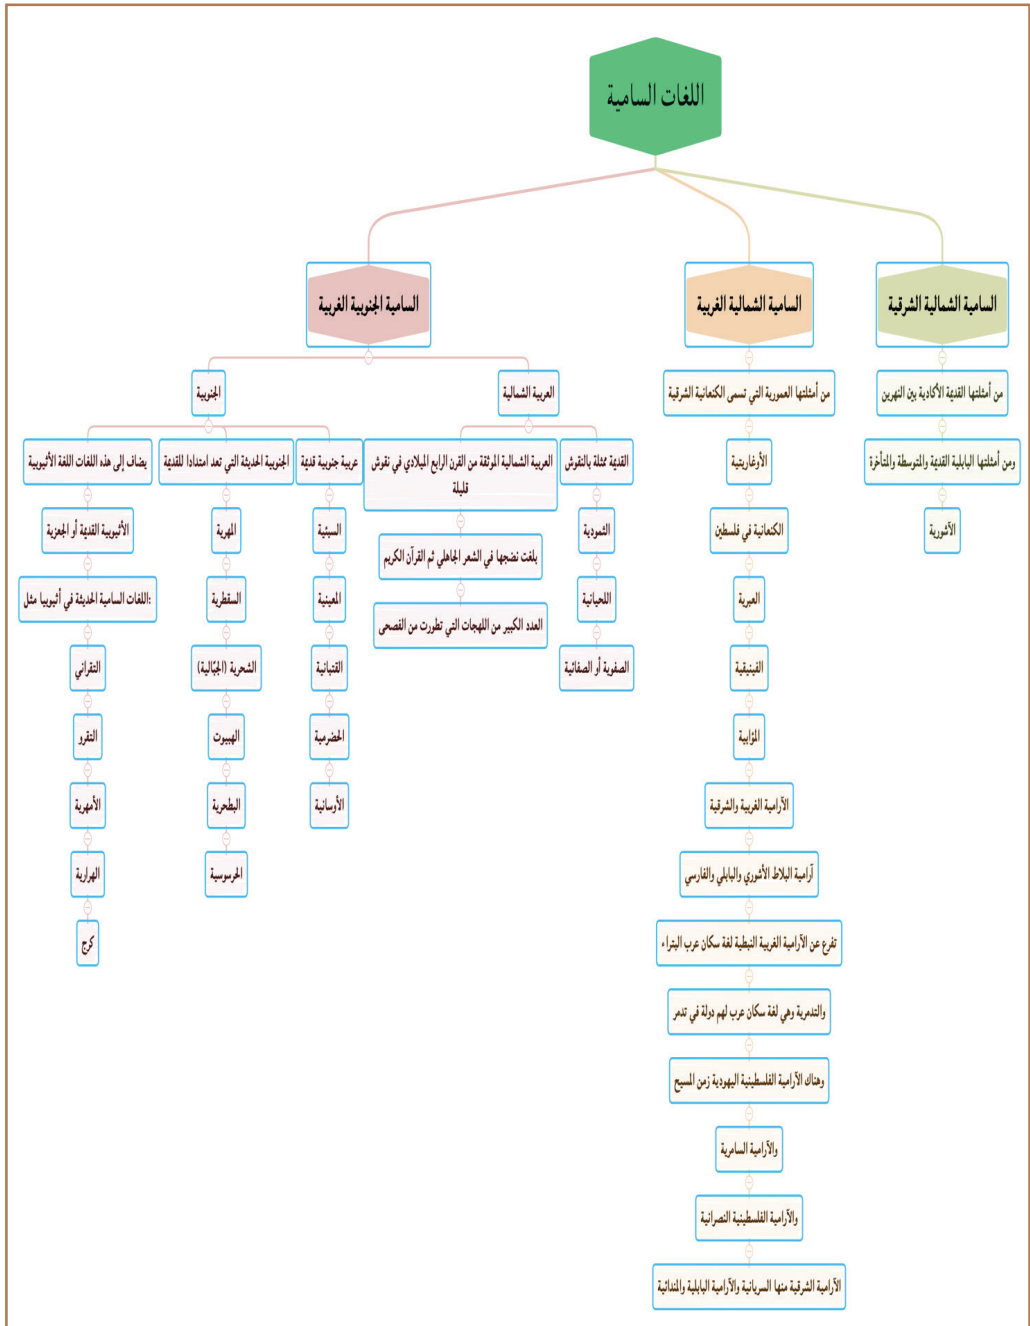 اللغات السامية
السامية الشمالية الشرقية
من أمثلتها القديمة الأكادية بين النهرين
ومن أمثلتها البابلية القديمة والمتوسطة والمتأخرة
الآشورية
السامية الشمالية الغربية
من أمثلتها العمورية التي تسمى الكنعانية الشرقية
الأوغاريتية
الكنعانية في فلسطين
العبرية
الفينيقية
المؤابية
الآرامية الغربية والشرقية
آرامية البلاط الأشوري والبابلي والفارسي
تفرع عن الآرامية الغربية النبطية لغة سكان عرب البتراء
والتدمرية وهي لغة سكان عرب لهم دولة في تدمر
وهناك الآرامية الفلسطينية اليهودية زمن المسيح
والآرامية السامرية
والآرامية الفلسطينية النصرانية
الآرامية الشرقية منها السريانية والآرامية البابلية والمندائية
السامية الجنوبية الغربية
العربية الشمالية
القديمة ممثلة بالنقوش
الثمودية
اللحيانية
الصفوية أو الصفائية
العربية الشمالية الموثقة من القرن الرابع الميلادي في نقوش
قليلة
بلغت نضجها في الشعر الجاهلي ثم القرآن الكريم
العدد الكبير من اللهجات التي تطورت من الفصحى
الجنوبية
عربية جنوبية قديمة
السبئية
المعينية
القتبانية
الحضرمية
الأوسانية
الجنوبية الحديثة التي تعد امتدادا للقديمة
المهرية
السقطرية
الشحرية (الجبّالية)
الهبيوت
البطحرية
الحرسوسية
يضاف إلى هذه اللغات اللغة الأثيوبية
الأثيوبية القديمة أو الجعزية
:اللغات السامية الحديثة في أثيوبيا مثل
التقراني
التقرو
الأمهرية
الهرارية
كرج